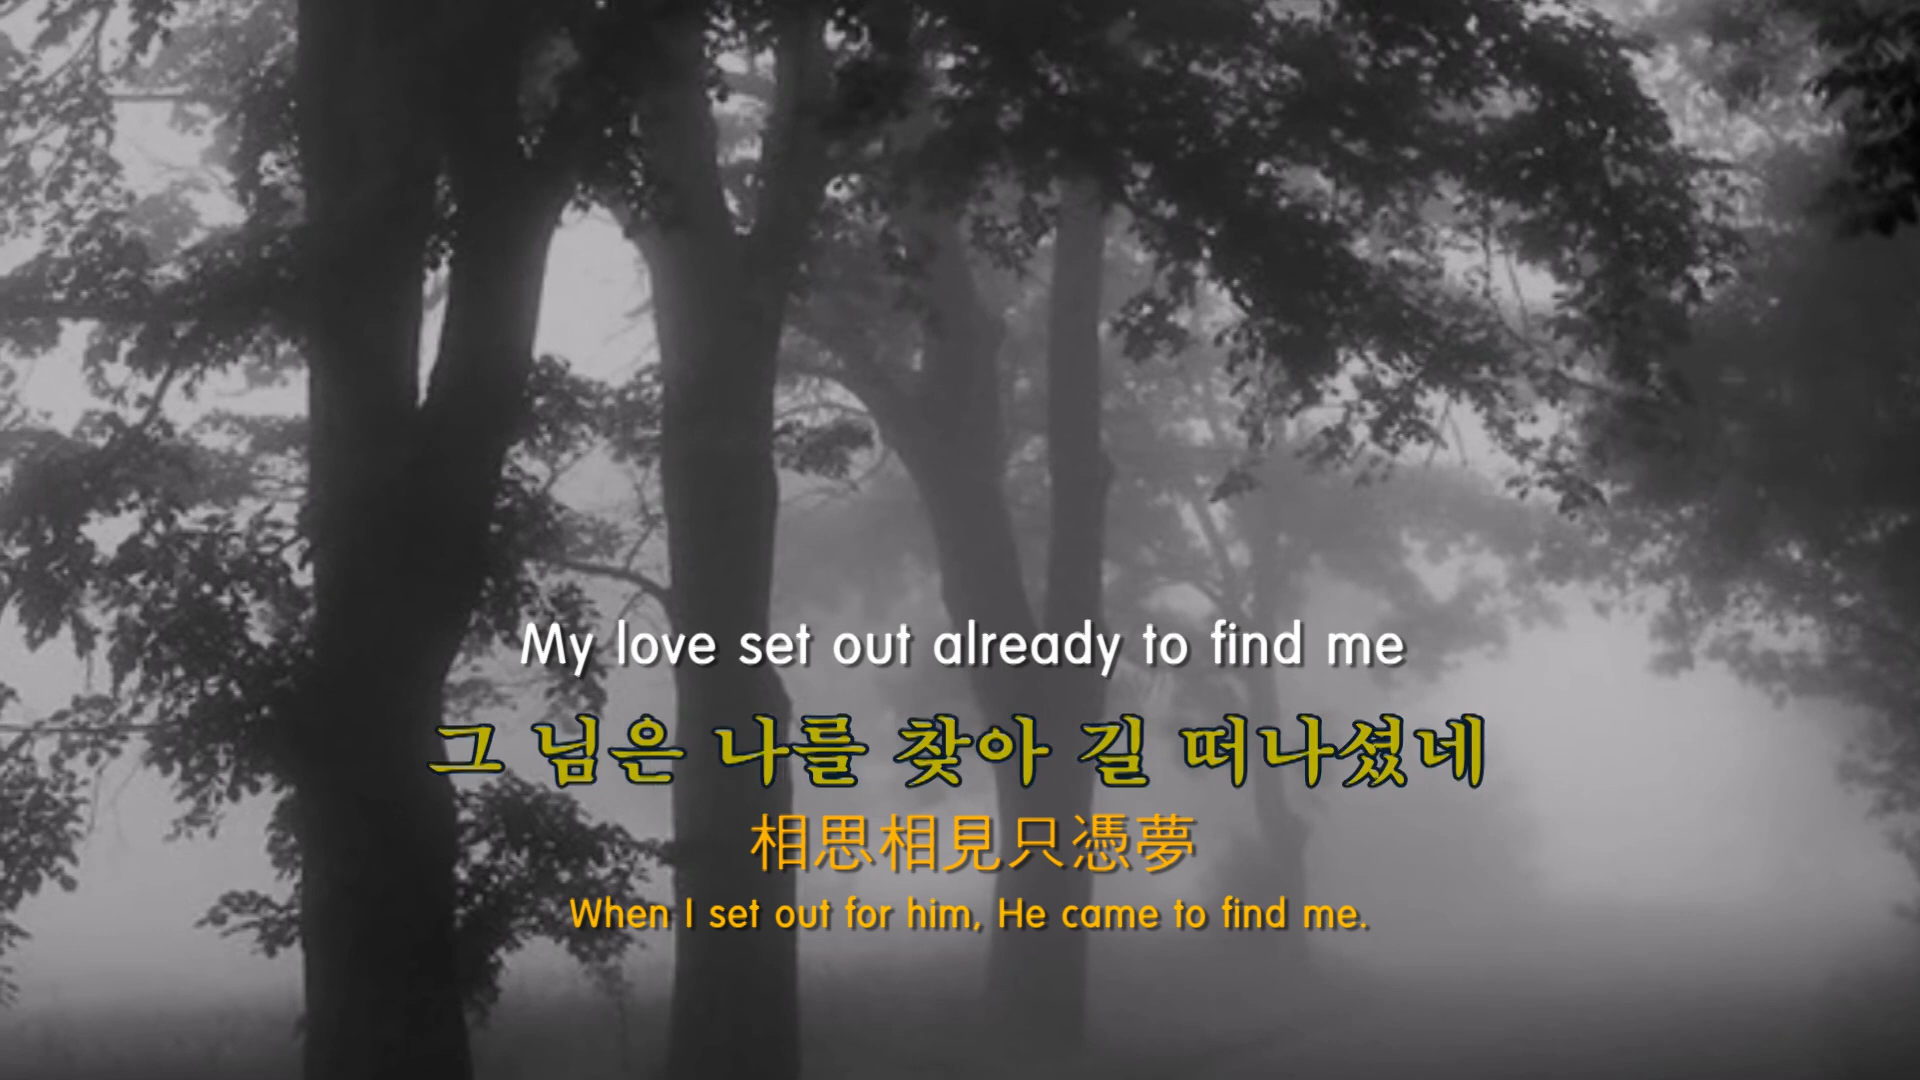 My love set out already to find me
그 님은 나를 찾아 길 떠나셨네
相思相見只憑夢
When I set out for him, He came to find me.